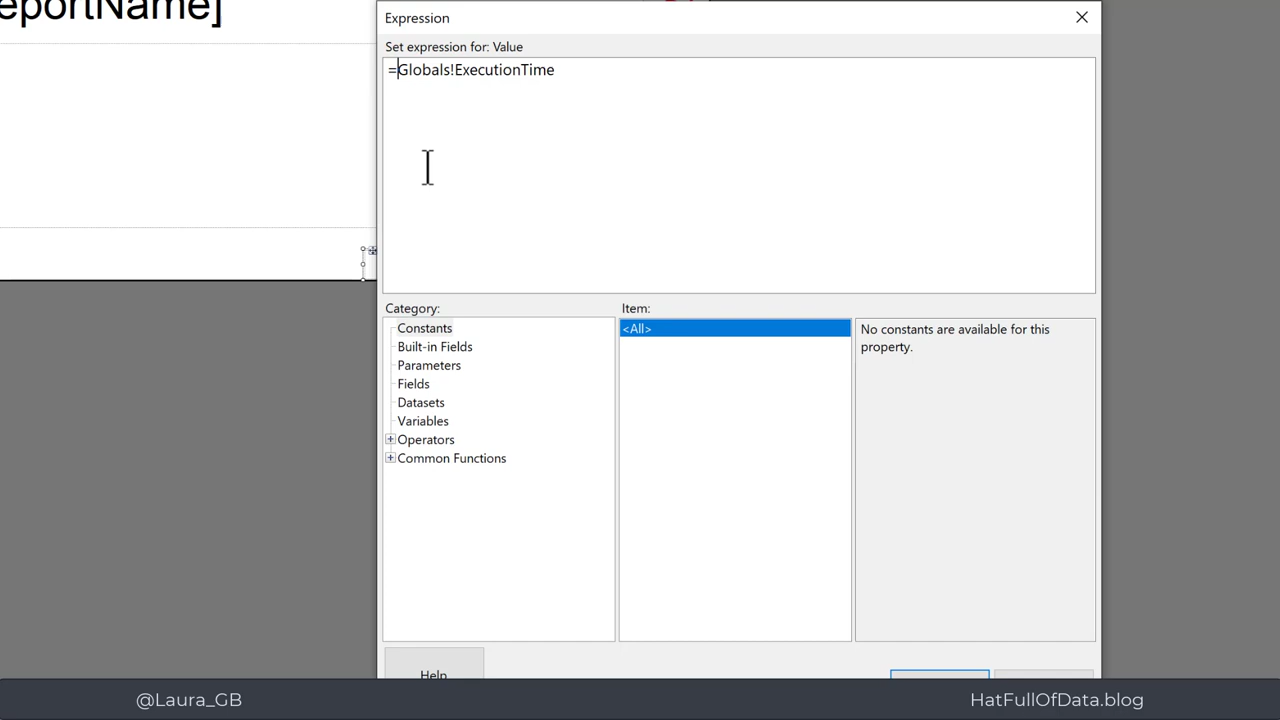 eportName]
Expression
Set expression for: Value
=Globals!ExecutionTime
Category:
Constants
Built-in Fields
Parameters
Fields
Datasets
Variables
Operators
Common Functions
Item:
<All>
No constants are available for this
property.
Help
@Laura_GB
HatFullOfData.blog